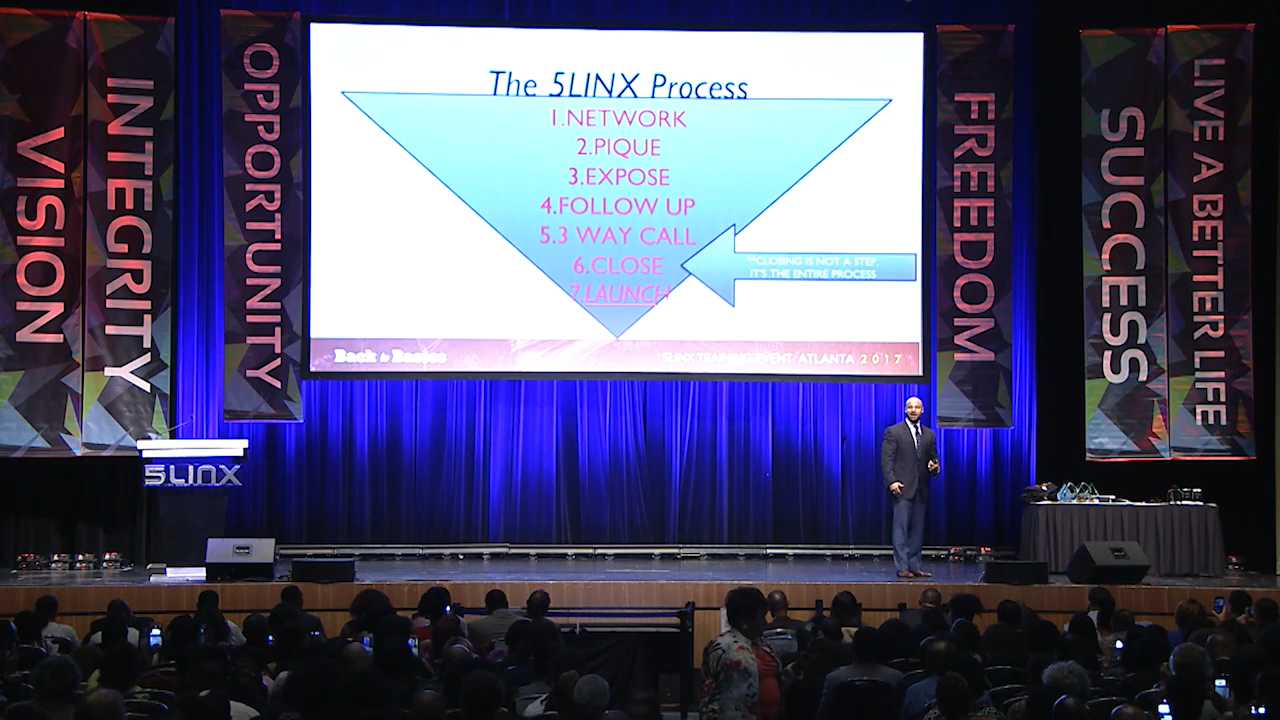 VISION
INTEGRITY
OPPORTUNITY
The 5LINX Process
1.NETWORK
2.PIQUE
3.EXPOSE
4.FOLLOW UP
5.3 WAY CALL
6.CLOSE
7.LAUNCH
**CLOSING IS NOT A STEP,
IT'S THE ENTIRE PROCESS
Back to Basics
5LINX TRAINING EVENT/ATLANTA 2017
FREEDOM
SUCCESS
LIVE A BETTER LIFE
5LINX